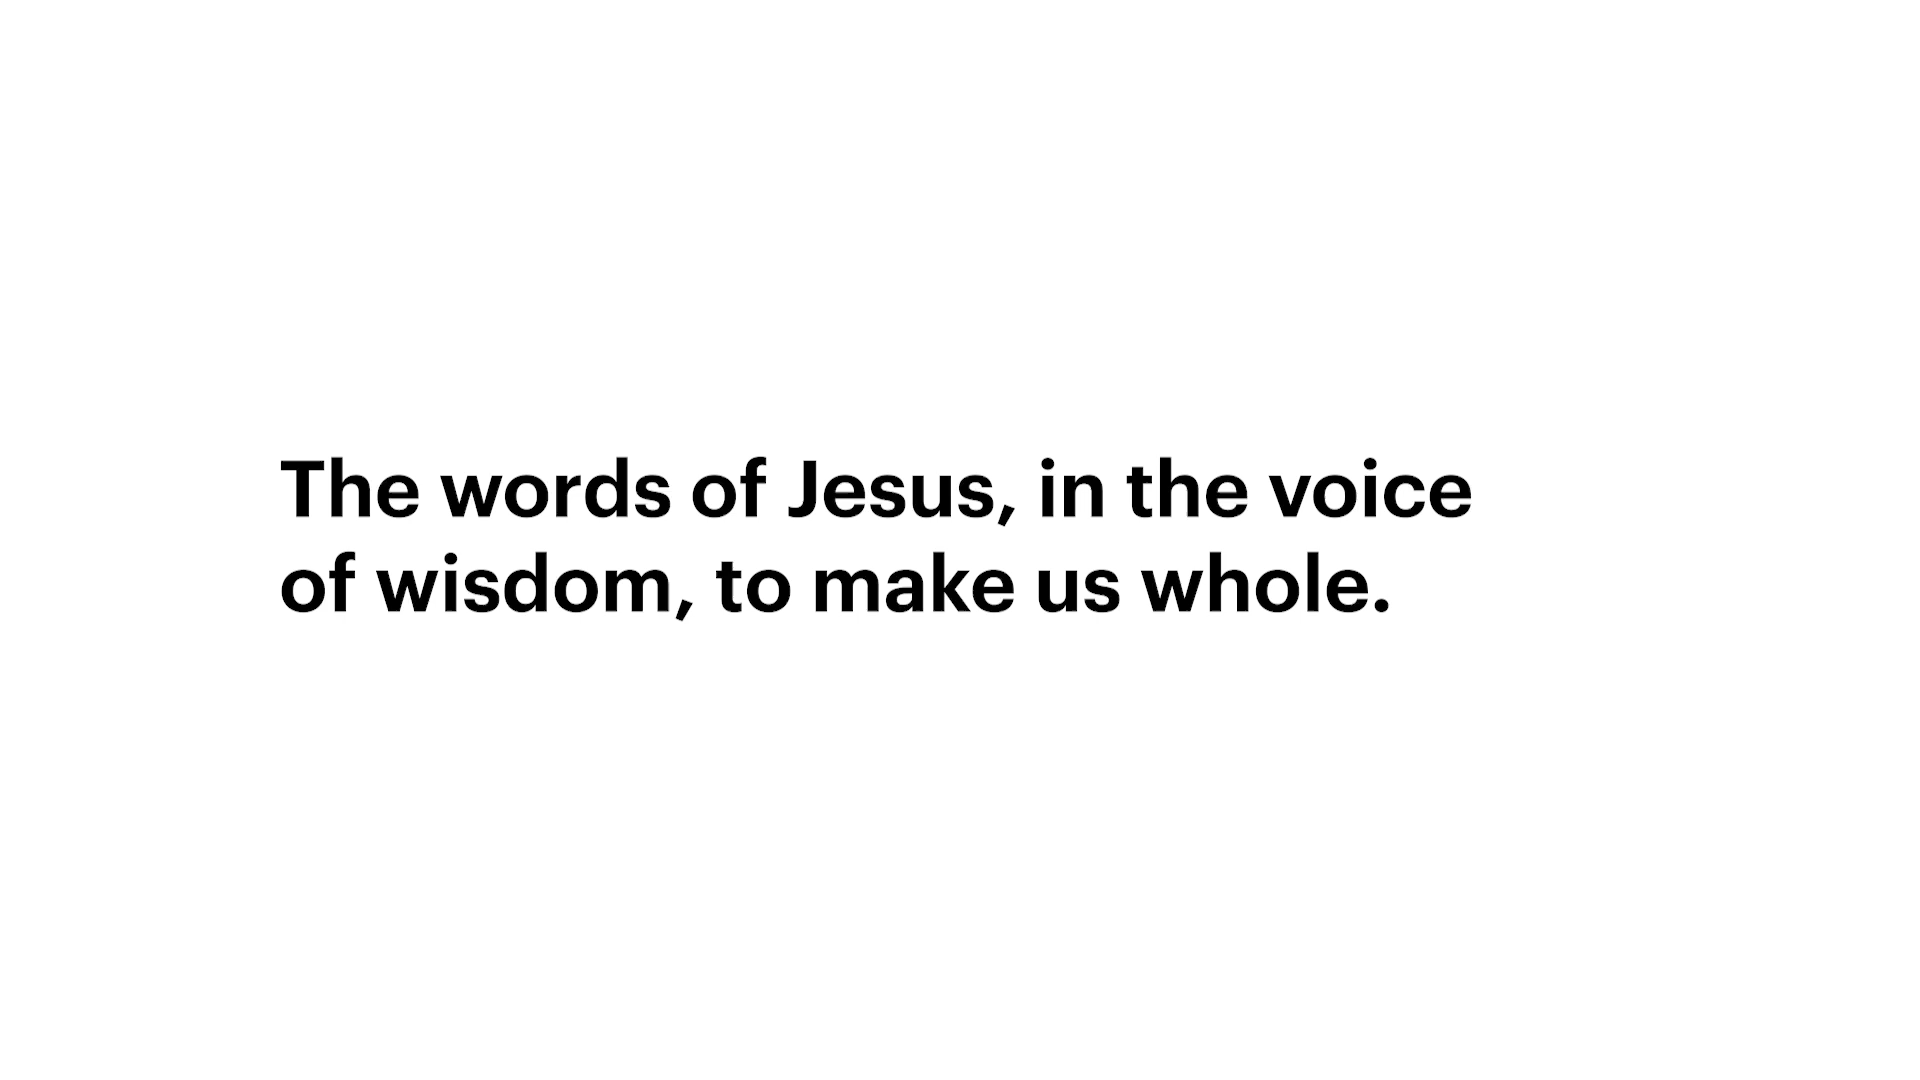 The words of Jesus, in the voice
of wisdom, to make us whole.